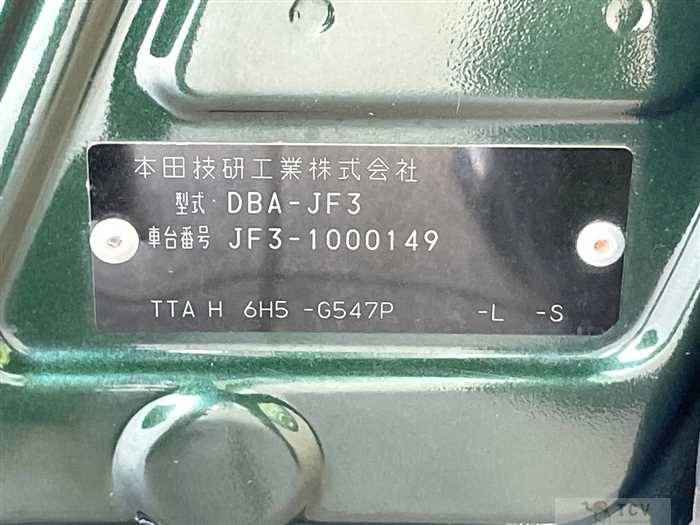 本田技研工業株式会社
型式 DBA-JF3
車台番号 JF3-1000149
TTA H 6H5 -G547P -L -S
TCV